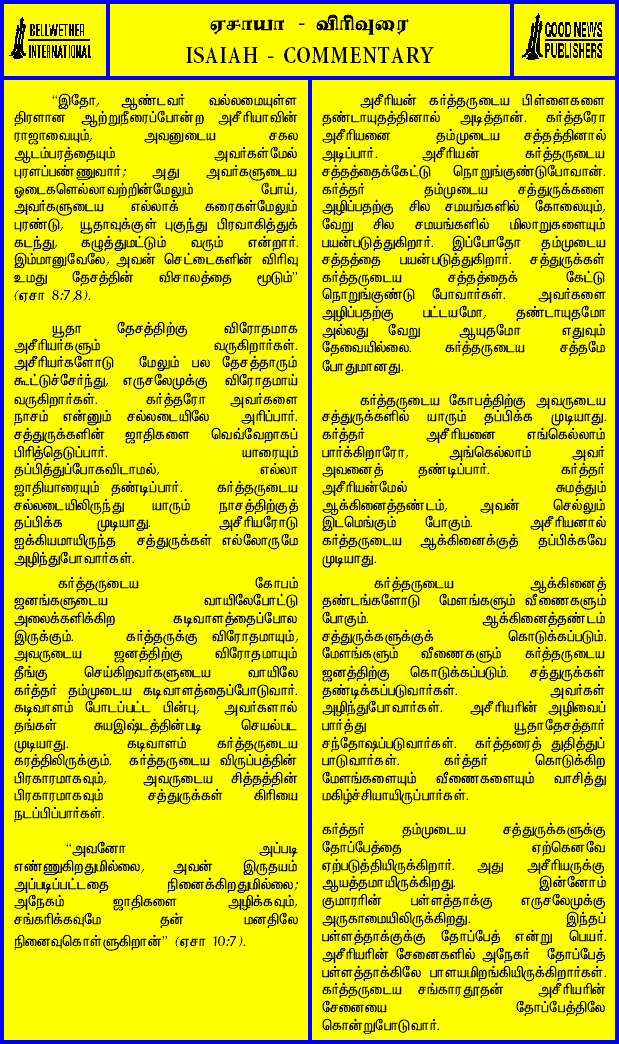 BELLWETHER
INTERNATIONAL
ஏசாயா - விரிவுரை
ISAIAH - COMMENTARY
GOOD NEWS
PUBLISHERS
“இதோ, ஆண்டவர் வல்லமையுள்ள
திரளான ஆற்றுநீரைப்போன்ற அசீரியாவின்
ராஜாவையும், அவனுடைய சகல
ஆடம்பரத்தையும் அவர்கள்மேல்
புரளப்பண்ணுவார்; அது அவர்களுடைய
ஓடைகளெல்லாவற்றின்மேலும் போய்,
அவர்களுடைய எல்லாக் கரைகள்மேலும்
புரண்டு, யூதாவுக்குள் புகுந்து பிரவாகித்துக்
கடந்து, கழுத்துமட்டும் வரும் என்றார்.
இம்மானுவேலே, அவன் செட்டைகளின் விரிவு
உமது தேசத்தின் விசாலத்தை மூடும்”
(ஏசா 8:7,8).
யூதா தேசத்திற்கு விரோதமாக
அசீரியர்களும் வருகிறார்கள்.
அசீரியர்களோடு மேலும் பல தேசத்தாரும்
கூட்டுச்சேர்ந்து, எருசலேமுக்கு விரோதமாய்
வருகிறார்கள். கர்த்தரோ அவர்களை
நாசம் என்னும் சல்லடையிலே அரிப்பார்.
சத்துருக்களின் ஜாதிகளை வெவ்வேறாகப்
பிரித்தெடுப்பார். யாரையும்
தப்பித்துப்போகவிடாமல், எல்லா
ஜாதியாரையும் தண்டிப்பார். கர்த்தருடைய
சல்லடையிலிருந்து யாரும் நாசத்திற்குத்
தப்பிக்க முடியாது. அசீரியரோடு
ஐக்கியமாயிருந்த சத்துருக்கள் எல்லோருமே
அழிந்துபோவார்கள்.
கர்த்தருடைய கோபம்
ஜனங்களுடைய வாயிலேபோட்டு
அலைக்களிக்கிற கடிவாளத்தைப்போல
இருக்கும். கர்த்தருக்கு விரோதமாயும்,
அவருடைய ஜனத்திற்கு விரோதமாயும்
தீங்கு செய்கிறவர்களுடைய வாயிலே
கர்த்தர் தம்முடைய கடிவாளத்தைப்போடுவார்.
கடிவாளம் போடப்பட்ட பின்பு, அவர்களால்
தங்கள் சுயஇஷ்டத்தின்படி செயல்பட
முடியாது. கடிவாளம் கர்த்தருடைய
கரத்திலிருக்கும். கர்த்தருடைய விருப்பத்தின்
பிரகாரமாகவும், அவருடைய சித்தத்தின்
பிரகாரமாகவும் சத்துருக்கள் கிரியை
நடப்பிப்பார்கள்.
“அவனோ அப்படி
எண்ணுகிறதுமில்லை, அவன் இருதயம்
அப்படிப்பட்டதை நினைக்கிறதுமில்லை;
அநேகம் ஜாதிகளை அழிக்கவும்,
சங்கரிக்கவுமே தன் மனதிலே
நினைவுகொள்ளுகிறான்” (ஏசா 10:7).
அசீரியன் கர்த்தருடைய பிள்ளைகளை
தண்டாயுதத்தினால் அடித்தான். கர்த்தரோ
அசீரியனை தம்முடைய சத்தத்தினால்
அடிப்பார். அசீரியன் கர்த்தருடைய
சத்தத்தைக்கேட்டு நொறுங்குண்டுபோவான்.
கர்த்தர் தம்முடைய சத்துருக்களை
அழிப்பதற்கு சில சமயங்களில் கோலையும்,
வேறு சில சமயங்களில் மிலாறுகளையும்
பயன்படுத்துகிறார். இப்போதோ தம்முடைய
சத்தத்தை பயன்படுத்துகிறார். சத்துருக்கள்
கர்த்தருடைய சத்தத்தைக் கேட்டு
நொறுங்குண்டு போவார்கள். அவர்களை
அழிப்பதற்கு பட்டயமோ, தண்டாயுதமோ
அல்லது வேறு ஆயுதமோ எதுவும்
தேவையில்லை. கர்த்தருடைய சத்தமே
போதுமானது.
கர்த்தருடைய கோபத்திற்கு அவருடைய
சத்துருக்களில் யாரும் தப்பிக்க முடியாது.
கர்த்தர் அசீரியனை எங்கெல்லாம்
பார்க்கிறாரோ, அங்கெல்லாம் அவர்
அவனைத் தண்டிப்பார். கர்த்தர்
அசீரியன்மேல் சுமத்தும்
ஆக்கினைத்தண்டம், அவன் செல்லும்
இடமெங்கும் போகும். அசீரியனால்
கர்த்தருடைய ஆக்கினைக்குத் தப்பிக்கவே
முடியாது.
கர்த்தருடைய ஆக்கினைத்
தண்டங்களோடு மேளங்களும் வீணைகளும்
போகும். ஆக்கினைத்தண்டம்
சத்துருக்களுக்குக் கொடுக்கப்படும்.
மேளங்களும் வீணைகளும் கர்த்தருடைய
ஜனத்திற்கு கொடுக்கப்படும். சத்துருக்கள்
தண்டிக்கப்படுவார்கள். அவர்கள்
அழிந்துபோவார்கள். அசீரியரின் அழிவைப்
பார்த்து யூதாதேசத்தார்
சந்தோஷப்படுவார்கள். கர்த்தரைத் துதித்துப்
பாடுவார்கள். கர்த்தர் கொடுக்கிற
மேளங்களையும் வீணைகளையும் வாசித்து
மகிழ்ச்சியாயிருப்பார்கள்.
கர்த்தர் தம்முடைய சத்துருக்களுக்கு
தோப்பேத்தை ஏற்கெனவே
ஏற்படுத்தியிருக்கிறார். அது அசீரியருக்கு
ஆயத்தமாயிருக்கிறது. இன்னோம்
குமாரரின் பள்ளத்தாக்கு எருசலேமுக்கு
அருகாமையிலிருக்கிறது. இந்தப்
பள்ளத்தாக்குக்கு தோப்பேத் என்று பெயர்.
அசீரியரின் சேனைகளில் அநேகர் தோப்பேத்
பள்ளத்தாக்கிலே பாளயமிறங்கியிருக்கிறார்கள்.
கர்த்தருடைய சங்காரதூதன் அசீரியரின்
சேனையை தோப்பேத்திலே
கொன்றுபோடுவார்.